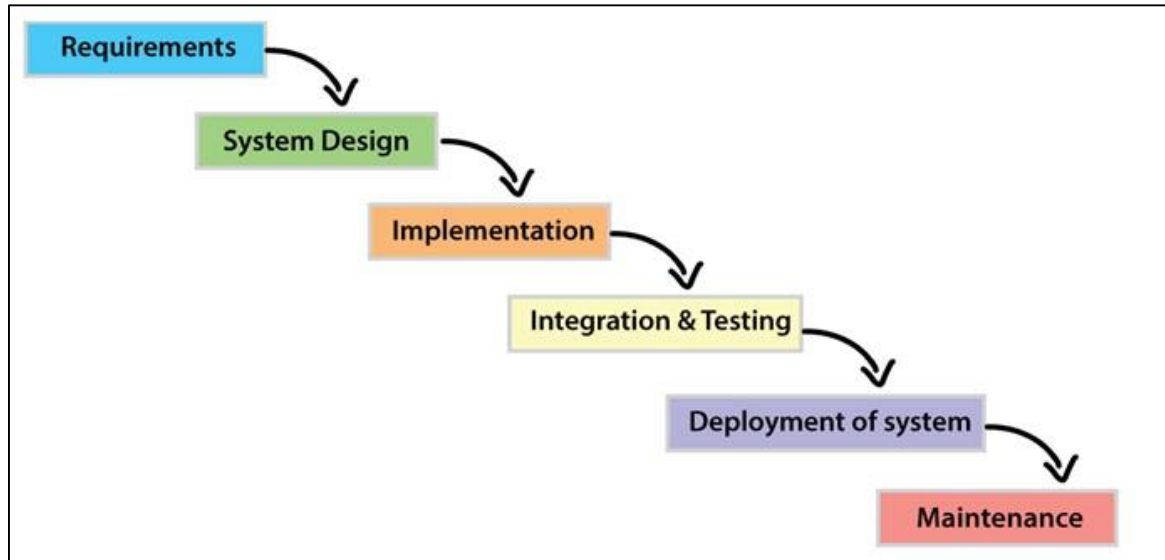 Requirements
System Design
Implementation
Integration & Testing
Deployment of system
Maintenance